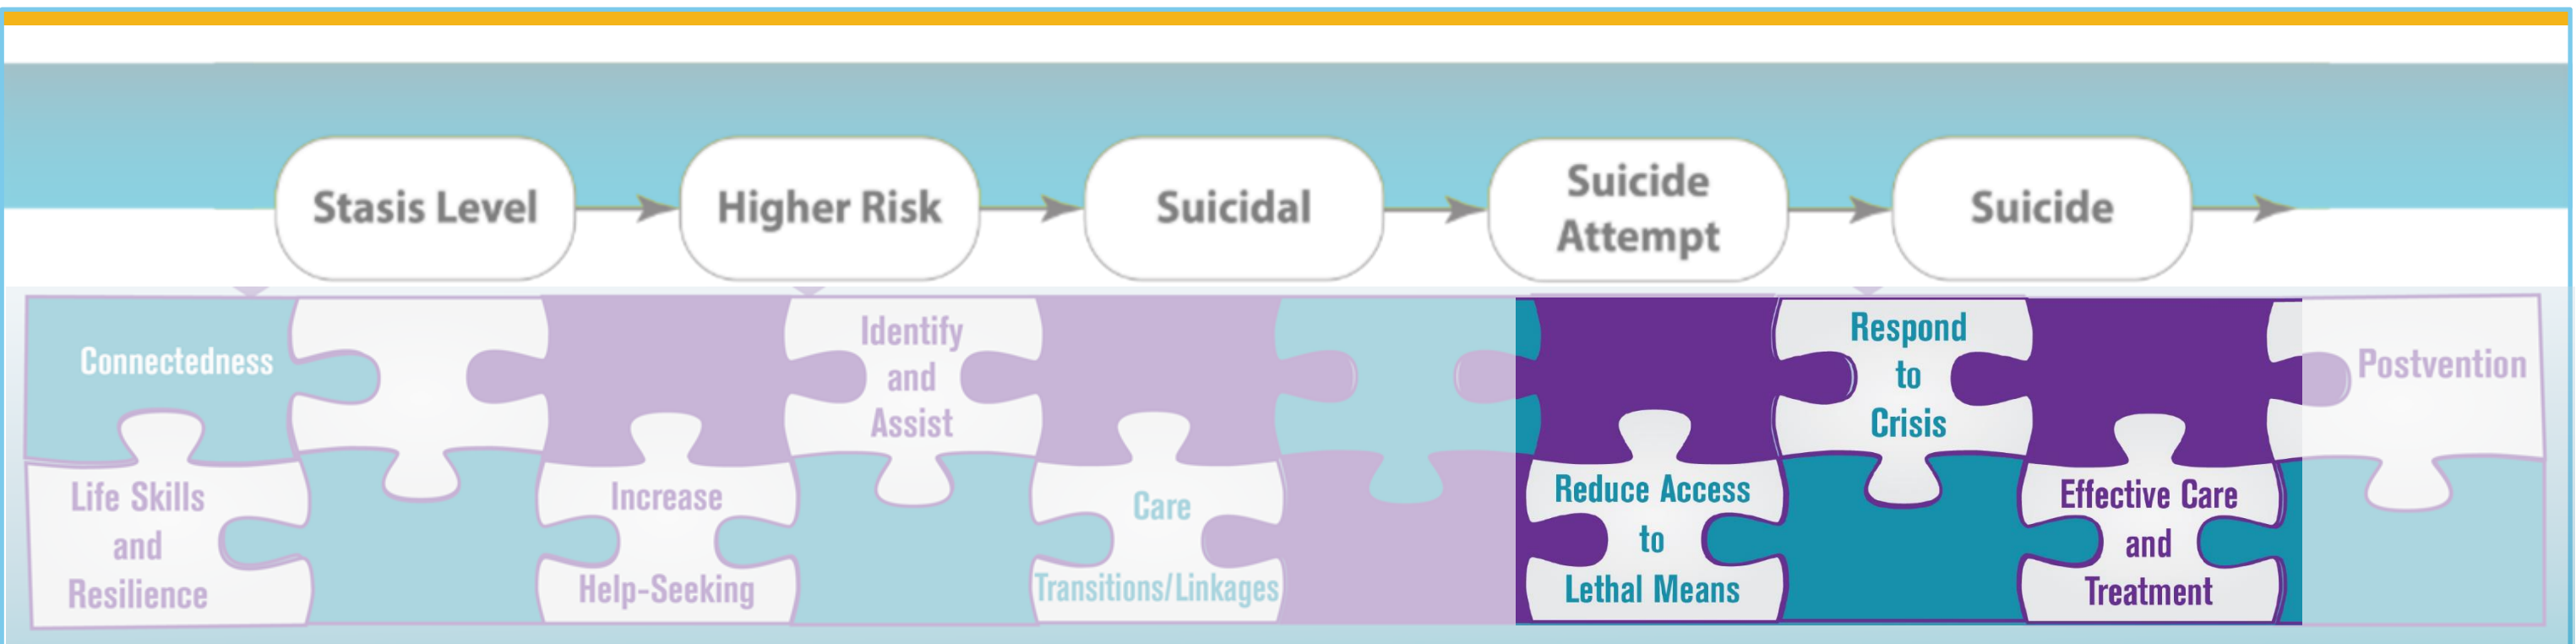 Stasis Level
Higher Risk
Suicidal
Suicide
Attempt
Suicide
Connectedness
Life Skills
and
Resilience
Increase
Help-Seeking
Identify
and
Assist
Care
Transitions/Linkages
Reduce Access
to
Lethal Means
Respond
to
Crisis
Effective Care
and
Treatment
Postvention